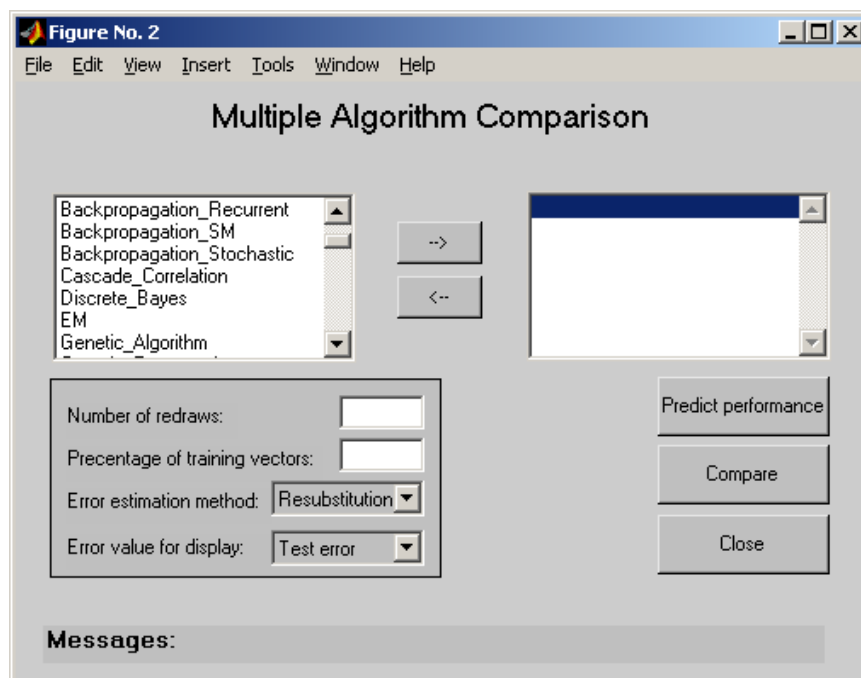 Figure No. 2
File Edit View Insert Tools Window Help
Multiple Algorithm Comparison
Backpropagation_Recurrent
Backpropagation_SM
Backpropagation_Stochastic
Cascade_Correlation
Discrete_Bayes
EM
Genetic_Algorithm
-->
<--
Number of redraws:
Precentage of training vectors:
Error estimation method: Resubstitution
Error value for display: Test error
Predict performance
Compare
Close
Messages: